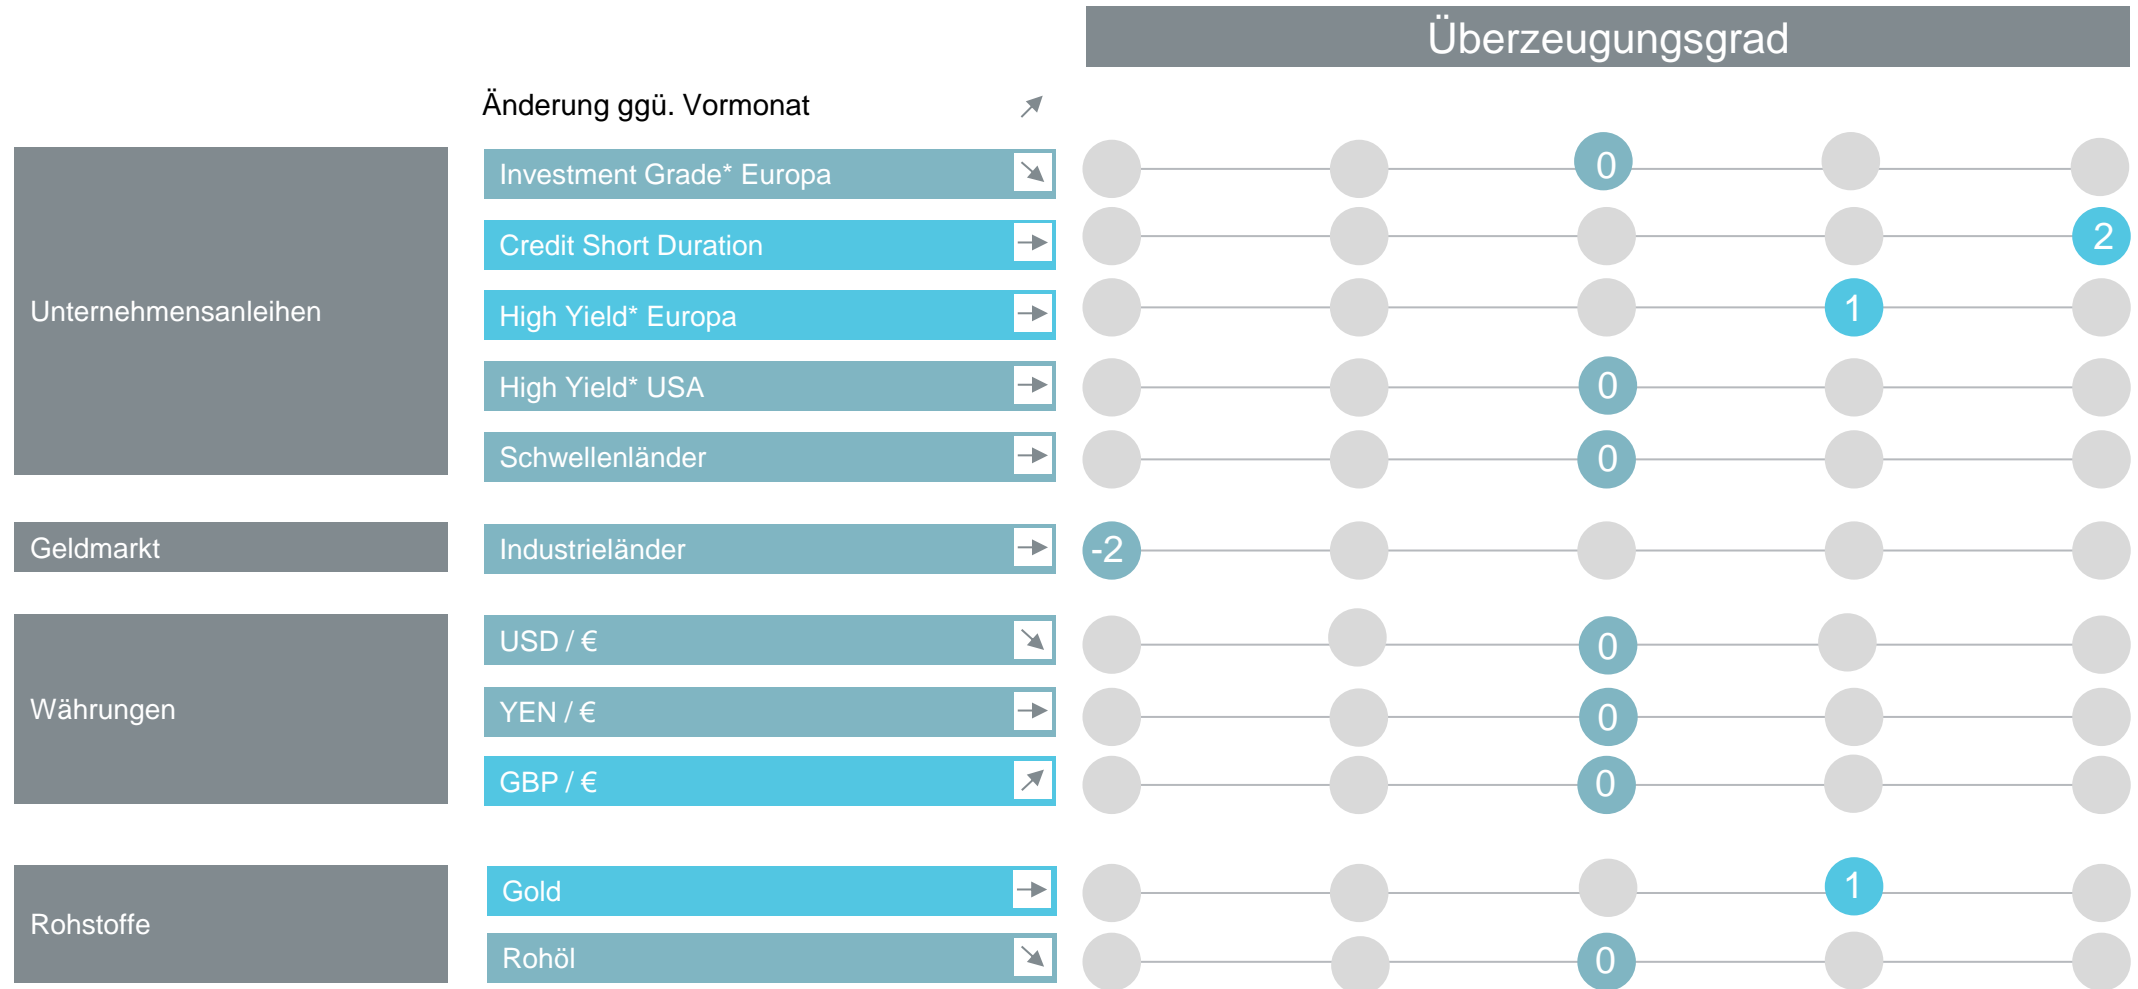 Überzeugungsgrad
Änderung ggü. Vormonat
Unternehmensanleihen
Investment Grade* Europa
0
Credit Short Duration
2
High Yield* Europa
1
High Yield* USA
0
Schwellenländer
0
Geldmarkt
Industrieländer
-2
Währungen
USD / €
0
YEN / €
0
GBP / €
0
Rohstoffe
Gold
1
Rohöl
0